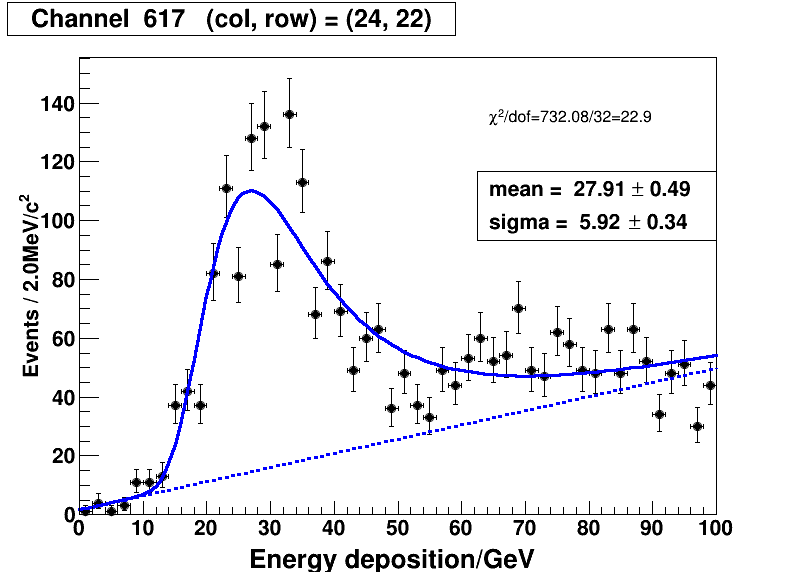 Channel 617 (col, row) = (24, 22)
χ²/dof=732.08/32=22.9
mean = 27.91 ± 0.49
sigma = 5.92 ± 0.34
Events / 2.0MeV/c²
140
120
100
80
60
40
20
0
0 10 20 30 40 50 60 70 80 90 100
Energy deposition/GeV